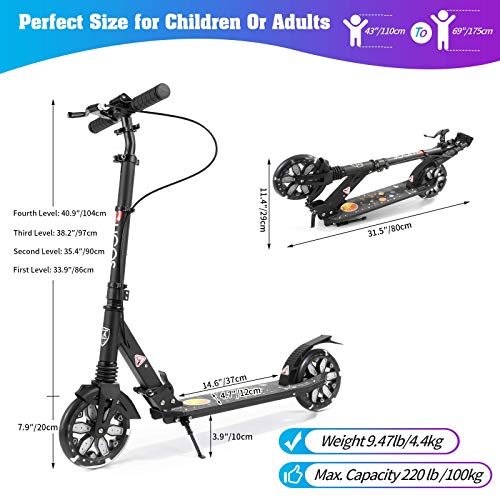 Perfect Size for Children Or Adults
43"/110cm
To
69"/175cm
Fourth Level: 40.9"/104cm
Third Level: 38.2"/97cm
Second Level: 35.4"/90cm
First Level: 33.9"/86cm
11.4"/29cm
31.5"/80cm
14.6"/37cm
4.7"/12cm
7.9"/20cm
3.9"/10cm
Weight 9.47lb/4.4kg
Max. Capacity 220 lb /100kg